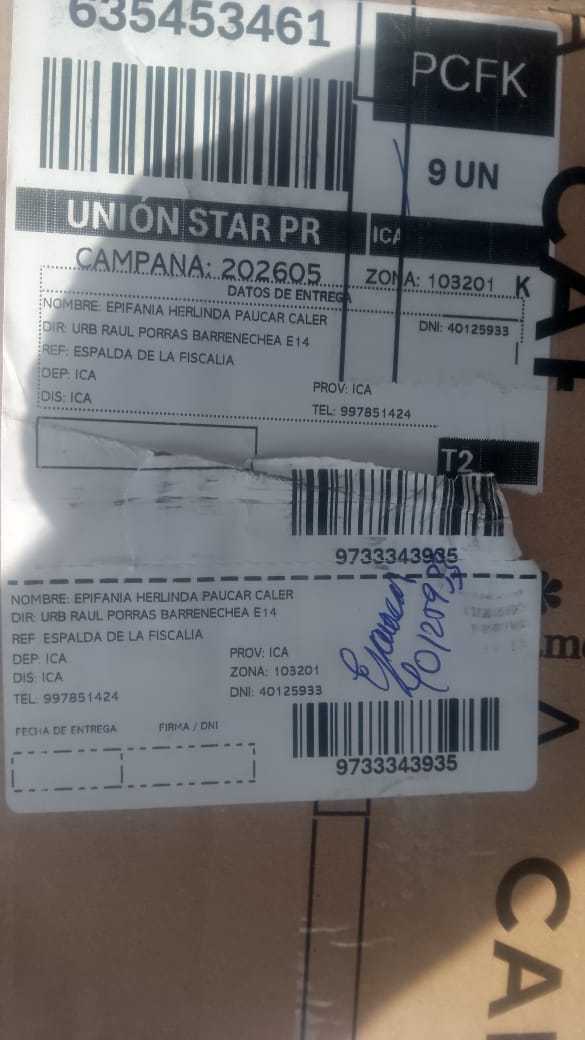 635453461
PCFK
9 UN
UNIÓN STAR PR
ICA
CAMPANA: 202605
ZONA: 103201 K
DATOS DE ENTREGA
NOMBRE: EPIFANIA HERLINDA PAUCAR CALER
DNI: 40125933
DIR: URB RAUL PORRAS BARRENECHEA E14
REF: ESPALDA DE LA FISCALIA
DEP: ICA
PROV: ICA
DIS: ICA
TEL: 997851424
T2
9733343935
NOMBRE: EPIFANIA HERLINDA PAUCAR CALER
DIR: URB RAUL PORRAS BARRENECHEA E14
REF: ESPALDA DE LA FISCALIA
DEP: ICA
PROV: ICA
DIS: ICA
ZONA: 103201
TEL: 997851424
DNI: 40125933
FECHA DE ENTREGA
FIRMA / DNI
9733343935
CA